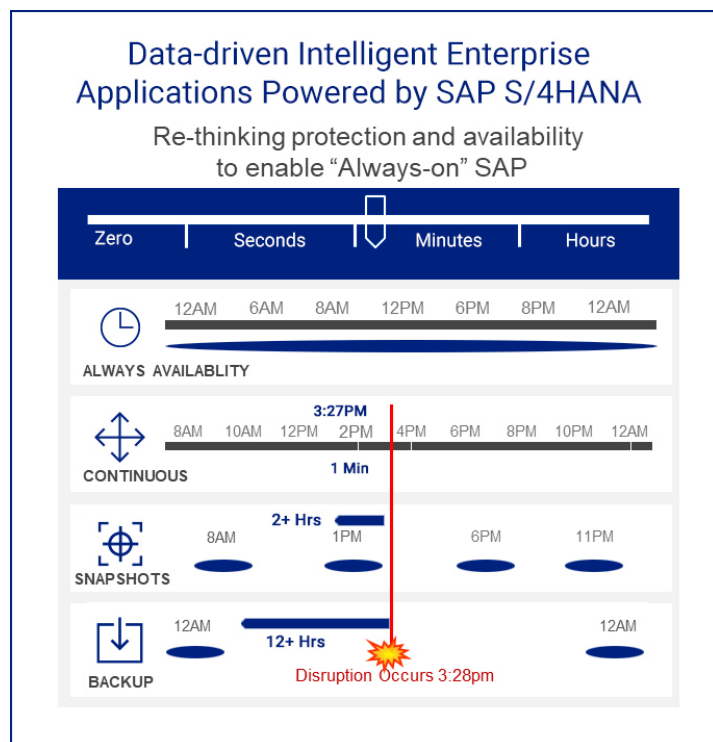 Data-driven Intelligent Enterprise
Applications Powered by SAP S/4HANA
Re-thinking protection and availability
to enable “Always-on” SAP
Zero Seconds Minutes Hours
12AM 6AM 8AM 12PM 6PM 8PM 12AM
ALWAYS AVAILABLITY
3:27PM
8AM 10AM 12PM 2PM 4PM 6PM 8PM 10PM 12AM
1 Min
CONTINUOUS
2+ Hrs
8AM 1PM 6PM 11PM
SNAPSHOTS
12AM 12AM
12+ Hrs
Disruption Occurs 3:28pm
BACKUP